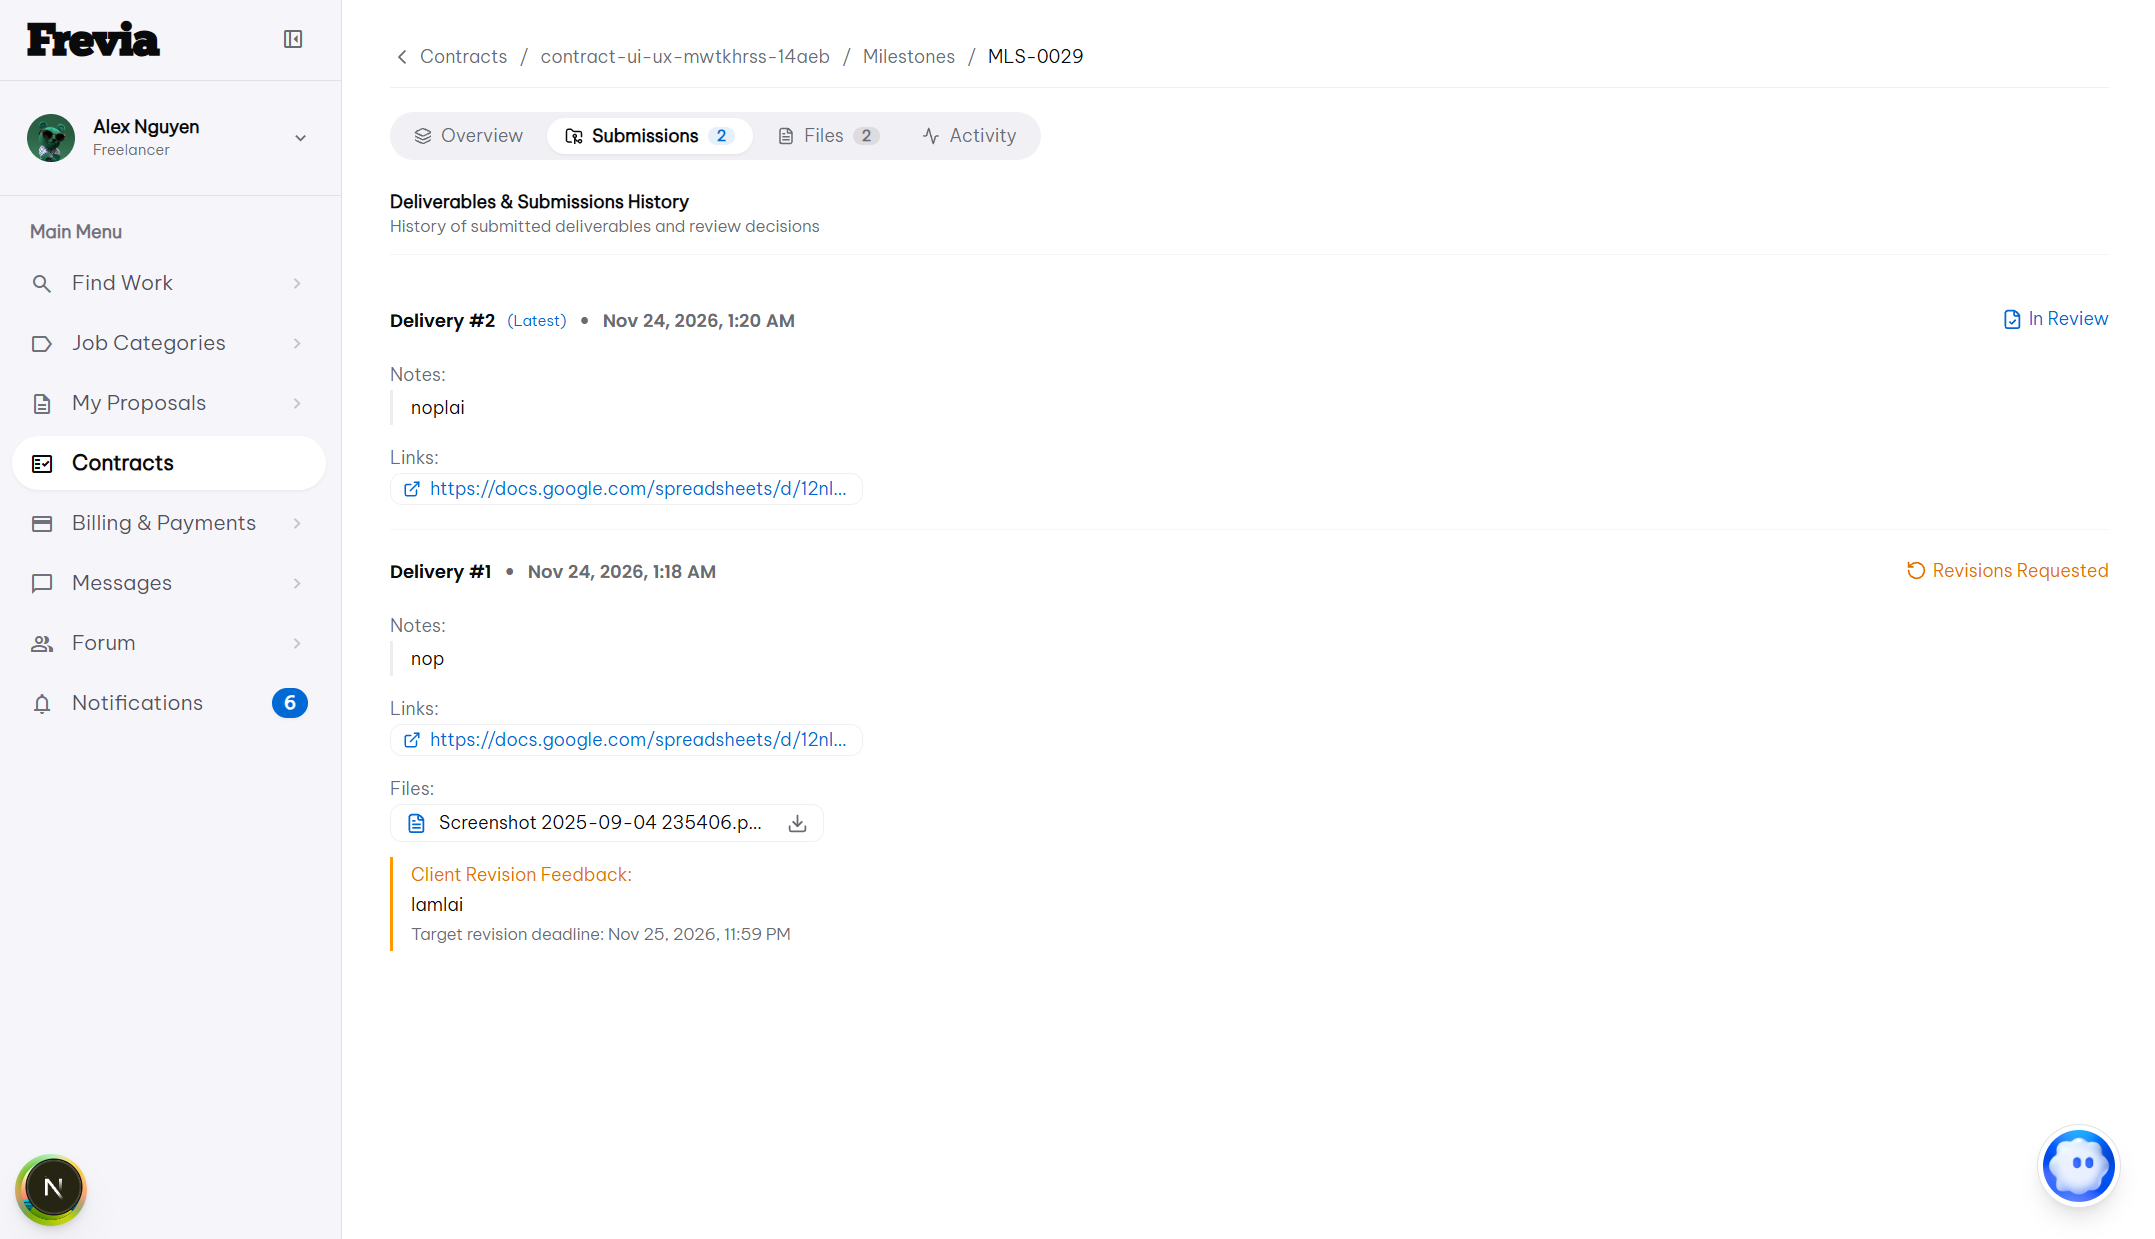 Frevia
Alex Nguyen
Freelancer
Main Menu
Find Work
Job Categories
My Proposals
Contracts
Billing & Payments
Messages
Forum
Notifications 6
N
Contracts / contract-ui-ux-mwtkhrss-14aeb / Milestones / MLS-0029
Overview Submissions 2 Files 2 Activity
Deliverables & Submissions History
History of submitted deliverables and review decisions
Delivery #2 (Latest) • Nov 24, 2026, 1:20 AM In Review
Notes:
noplai
Links:
https://docs.google.com/spreadsheets/d/12nl...
Delivery #1 • Nov 24, 2026, 1:18 AM Revisions Requested
Notes:
nop
Links:
https://docs.google.com/spreadsheets/d/12nl...
Files:
Screenshot 2025-09-04 235406.p...
Client Revision Feedback:
lamlai
Target revision deadline: Nov 25, 2026, 11:59 PM